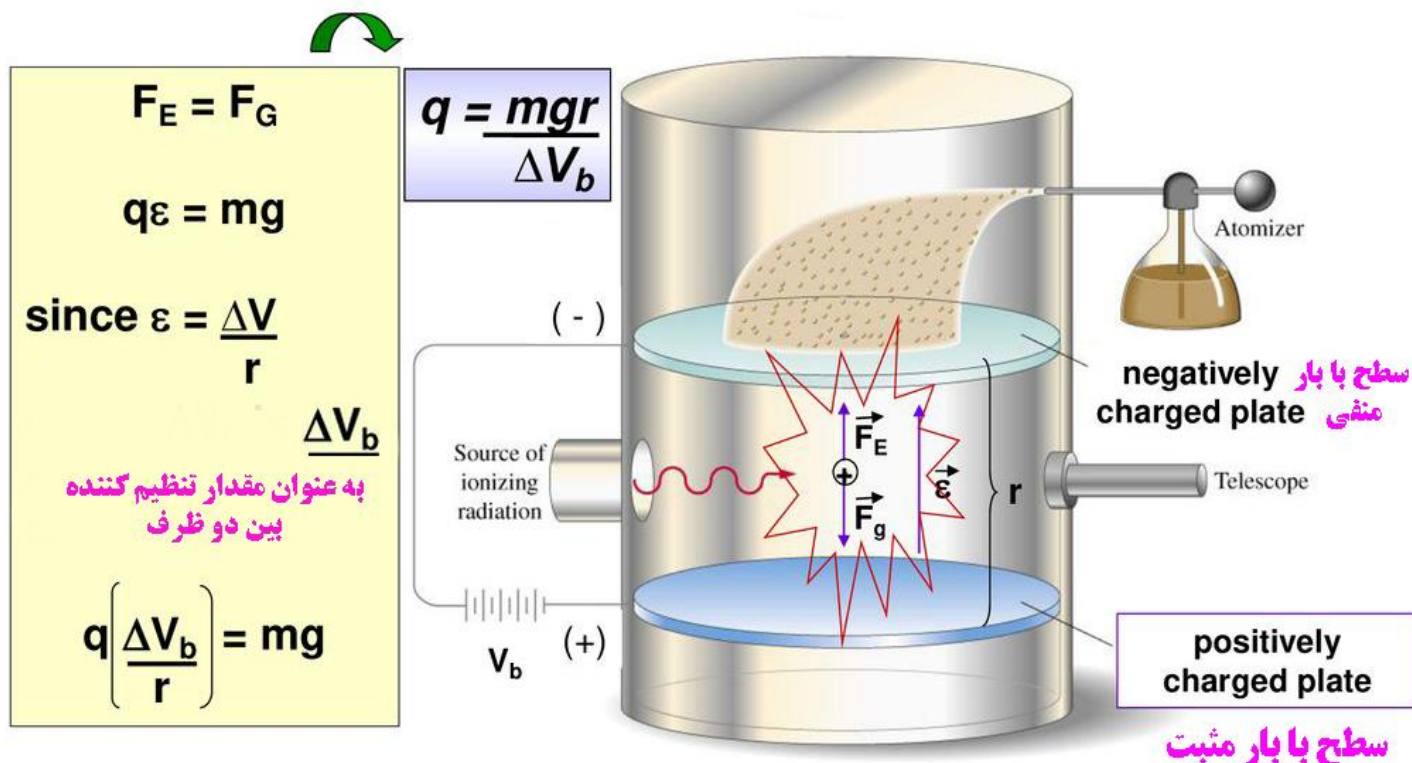 F_E = F_G
qε = mg
since ε = ΔV
r
ΔV_b
به عنوان مقدار تنظیم کننده
بین دو ظرف
q(ΔV_b
r) = mg
q = mgr
ΔV_b
Atomizer
(-)
negatively سطح با بار
charged plate منفی
Source of
ionizing
radiation
F_E
+
F_g
ε
r
Telescope
V_b
(+)
positively
charged plate
سطح با بار مثبت